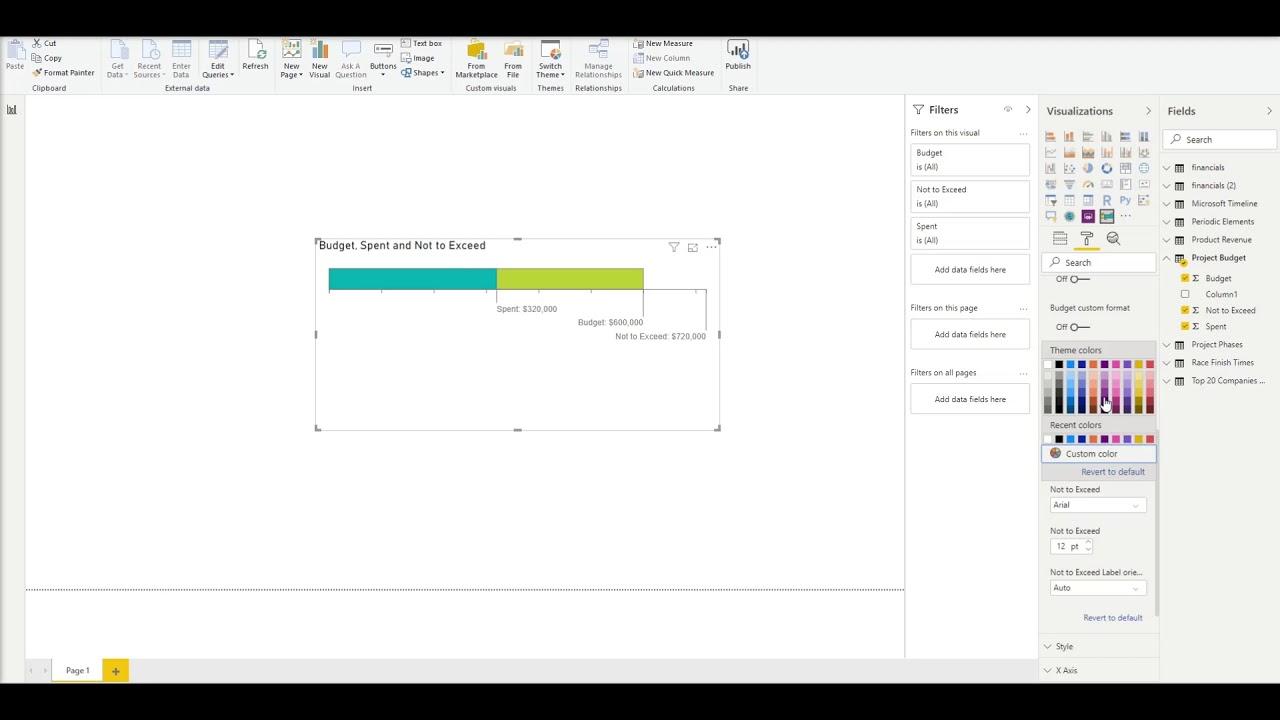 Cut
Copy
Format Painter
Paste
Clipboard
Get Data
Recent Sources
Enter Data
Edit Queries
Refresh
External data
New Page
New Visual
Ask A Question
Buttons
Text box
Image
Shapes
Insert
From Marketplace
From File
Custom visuals
Switch Theme
Themes
Manage Relationships
Relationships
New Measure
New Column
New Quick Measure
Calculations
Publish
Share
Budget, Spent and Not to Exceed
Spent: $320,000
Budget: $600,000
Not to Exceed: $720,000
Page 1
Filters
Filters on this visual
Budget
is (All)
Not to Exceed
is (All)
Spent
is (All)
Add data fields here
Filters on this page
Add data fields here
Filters on all pages
Add data fields here
Visualizations
R
Py
Search
Off
Budget custom format
Off
Theme colors
Recent colors
Custom color
Revert to default
Not to Exceed
Arial
Not to Exceed
12 pt
Not to Exceed Label orie...
Auto
Revert to default
Style
X Axis
Fields
Search
financials
financials (2)
Microsoft Timeline
Periodic Elements
Product Revenue
Project Budget
Σ Budget
Column1
Σ Not to Exceed
Σ Spent
Project Phases
Race Finish Times
Top 20 Companies ...